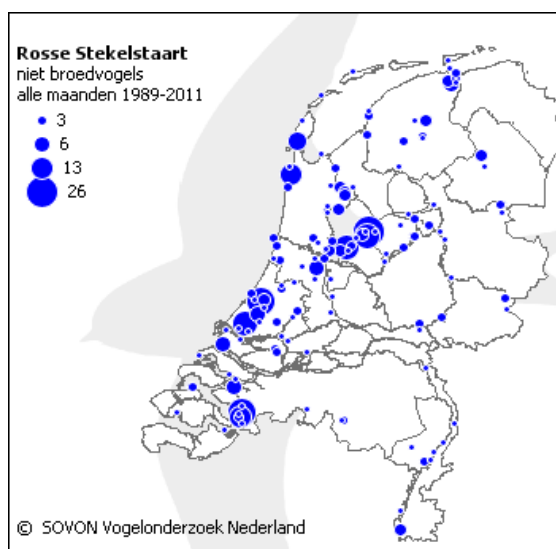 Rosse Stekelstaart
niet broedvogels
alle maanden 1989-2011
3
6
13
26
© SOVON Vogelonderzoek Nederland